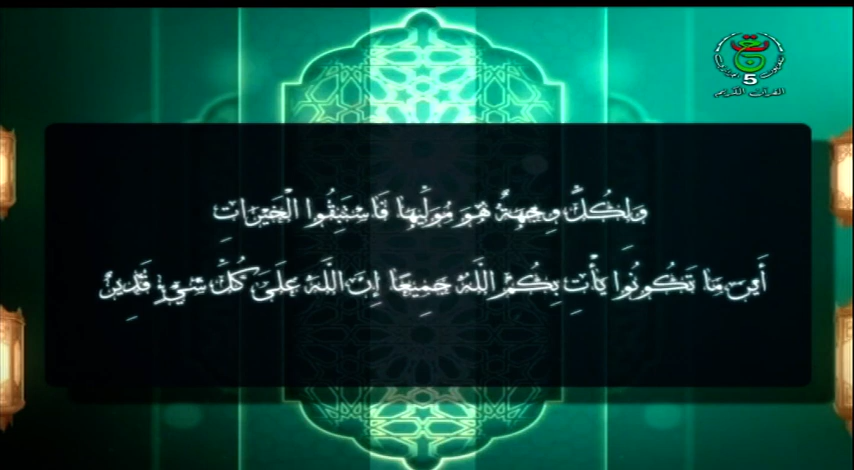 5
القرآن الكريم
وَلِكُلٍّ وِجْهَةٌ هُوَ مُوَلِّيهَا فَاسْتَبِقُوا الْخَيْرَاتِ
أَيْنَ مَا تَكُونُوا يَأْتِ بِكُمُ اللَّهُ جَمِيعًا إِنَّ اللَّهَ عَلَى كُلِّ شَيْءٍ قَدِيرٌ